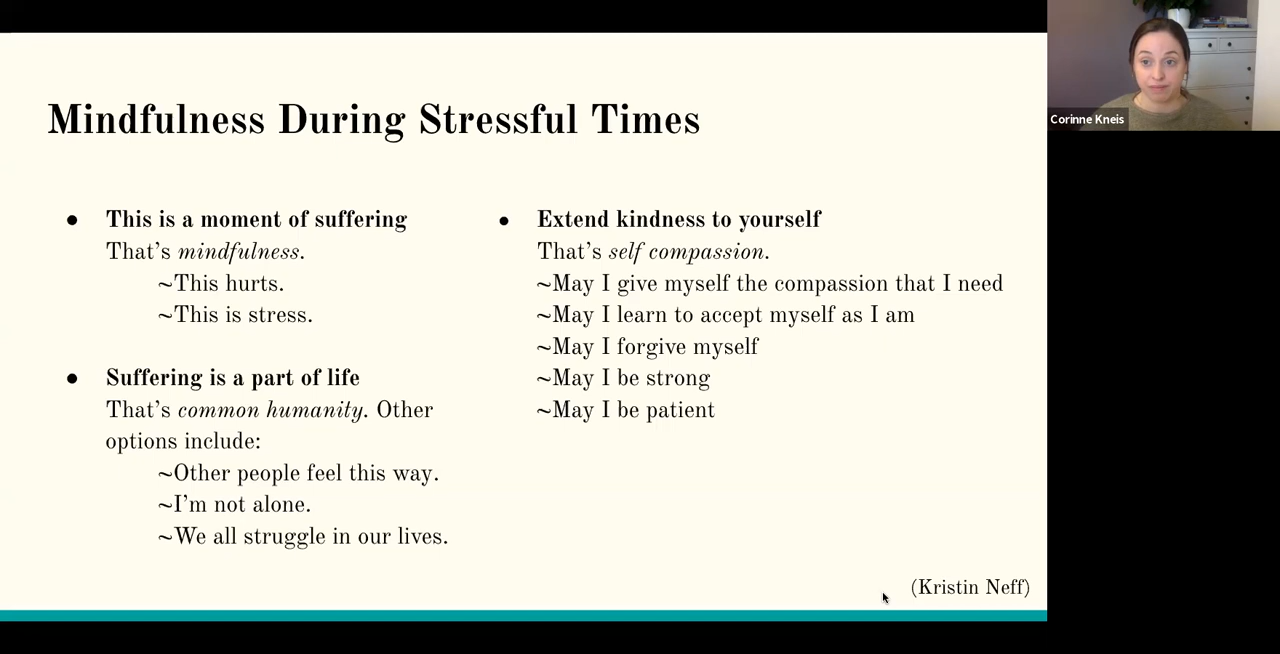 Mindfulness During Stressful Times
● This is a moment of suffering
That’s mindfulness.
~This hurts.
~This is stress.
● Suffering is a part of life
That’s common humanity. Other
options include:
~Other people feel this way.
~I’m not alone.
~We all struggle in our lives.
● Extend kindness to yourself
That’s self compassion.
~May I give myself the compassion that I need
~May I learn to accept myself as I am
~May I forgive myself
~May I be strong
~May I be patient
(Kristin Neff)
Corinne Kneis